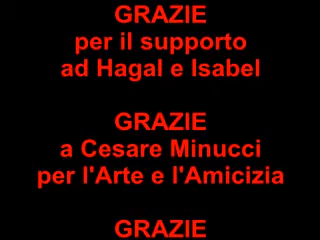 GRAZIE
per il supporto
ad Hagal e Isabel
GRAZIE
a Cesare Minucci
per l'Arte e l'Amicizia
GRAZIE